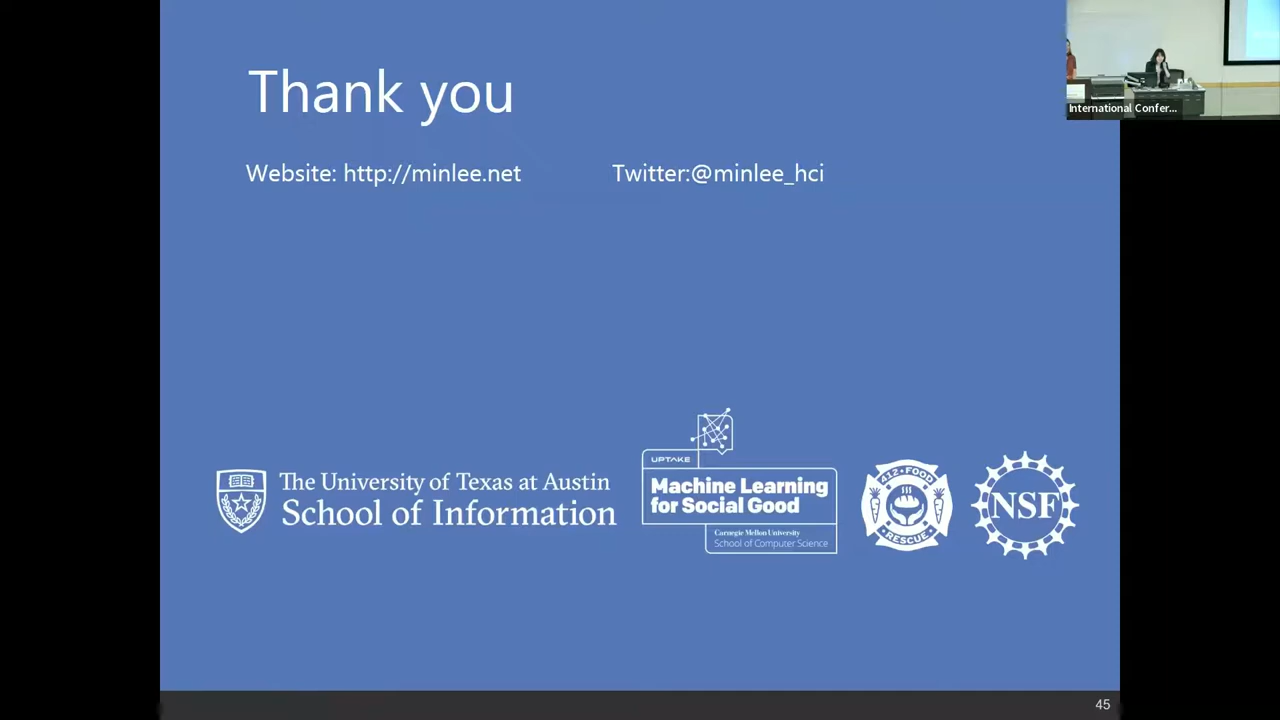 Thank you
Website: http://minlee.net
Twitter:@minlee_hci
International Confer...
The University of Texas at Austin
School of Information
UPTAKE
Machine Learning
for Social Good
Carnegie Mellon University
School of Computer Science
412 • FOOD
RESCUE
NSF
45